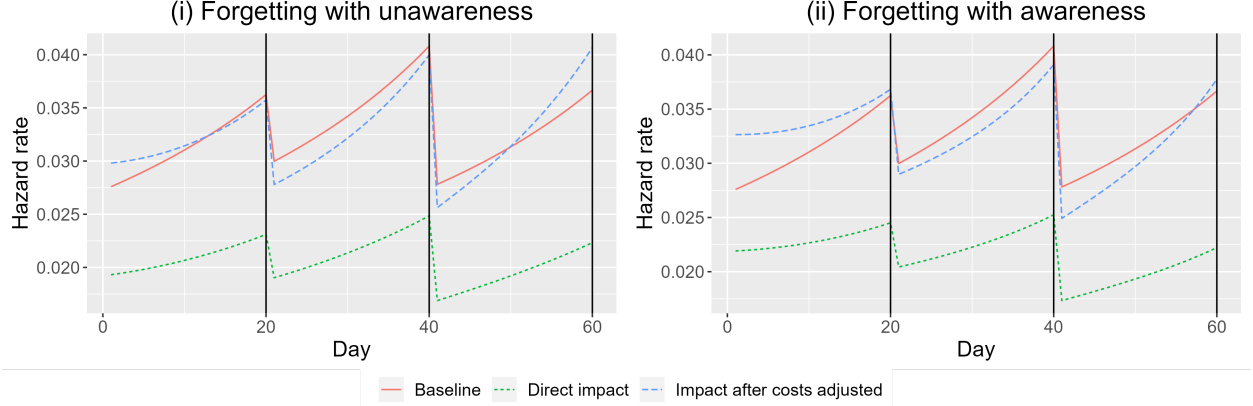 (i) Forgetting with unawareness
Hazard rate
0.040
0.035
0.030
0.025
0.020
0
20
40
60
Day
(ii) Forgetting with awareness
Hazard rate
0.040
0.035
0.030
0.025
0.020
0
20
40
60
Day
Baseline
Direct impact
Impact after costs adjusted